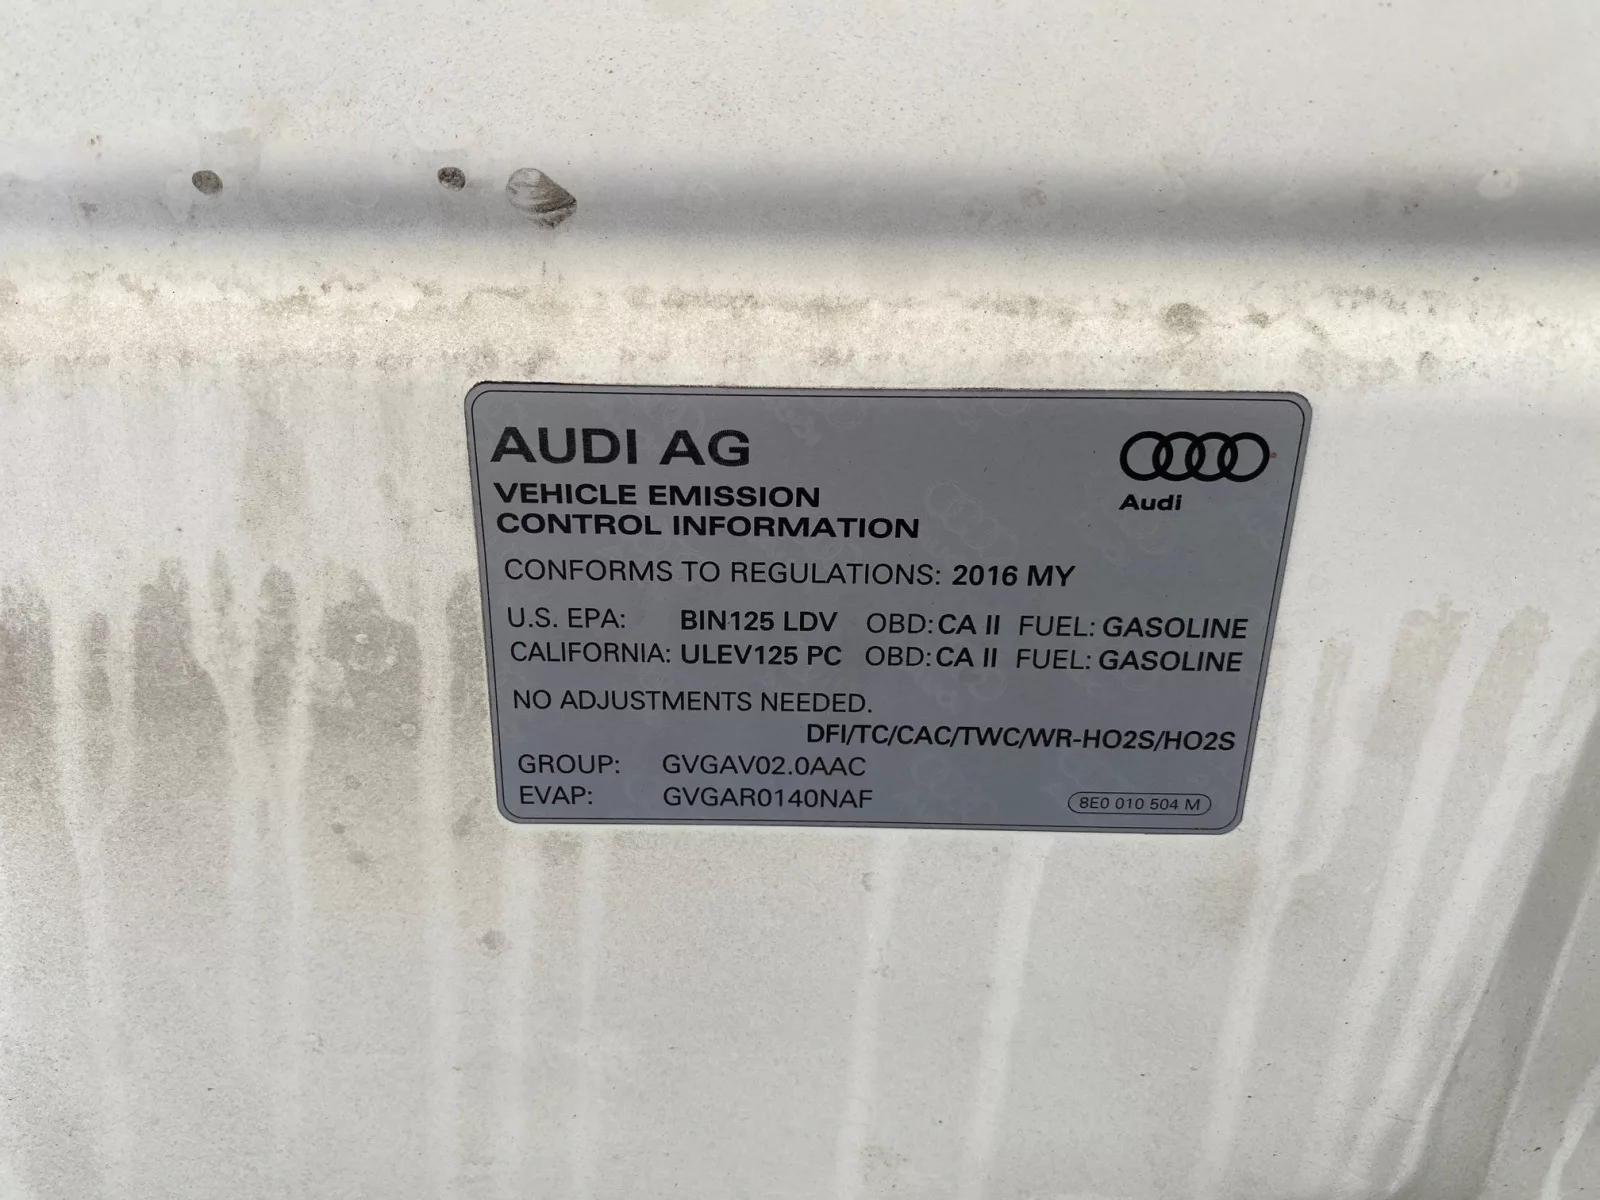 AUDI AG
Audi
VEHICLE EMISSION
CONTROL INFORMATION
CONFORMS TO REGULATIONS: 2016 MY
U.S. EPA: BIN125 LDV OBD: CA II FUEL: GASOLINE
CALIFORNIA: ULEV125 PC OBD: CA II FUEL: GASOLINE
NO ADJUSTMENTS NEEDED.
DFI/TC/CAC/TWC/WR-HO2S/HO2S
GROUP: GVGAV02.0AAC
EVAP: GVGAR0140NAF
8E0 010 504 M